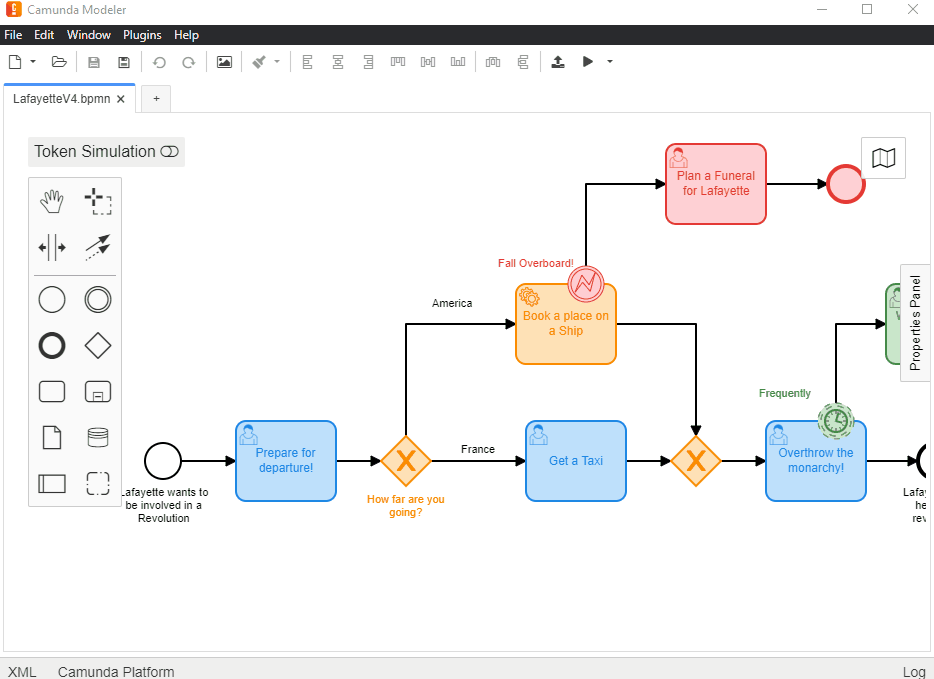 Camunda Modeler
File Edit Window Plugins Help
LafayetteV4.bpmn
Token Simulation
Plan a Funeral
for Lafayette
Fall Overboard!
America
Book a place on
a Ship
Properties Panel
Frequently
France
Prepare for
departure!
Get a Taxi
Overthrow the
monarchy!
How far are you
going?
Lafayette wants to
be involved in a
Revolution
Lafay
he
rev
XML Camunda Platform Log